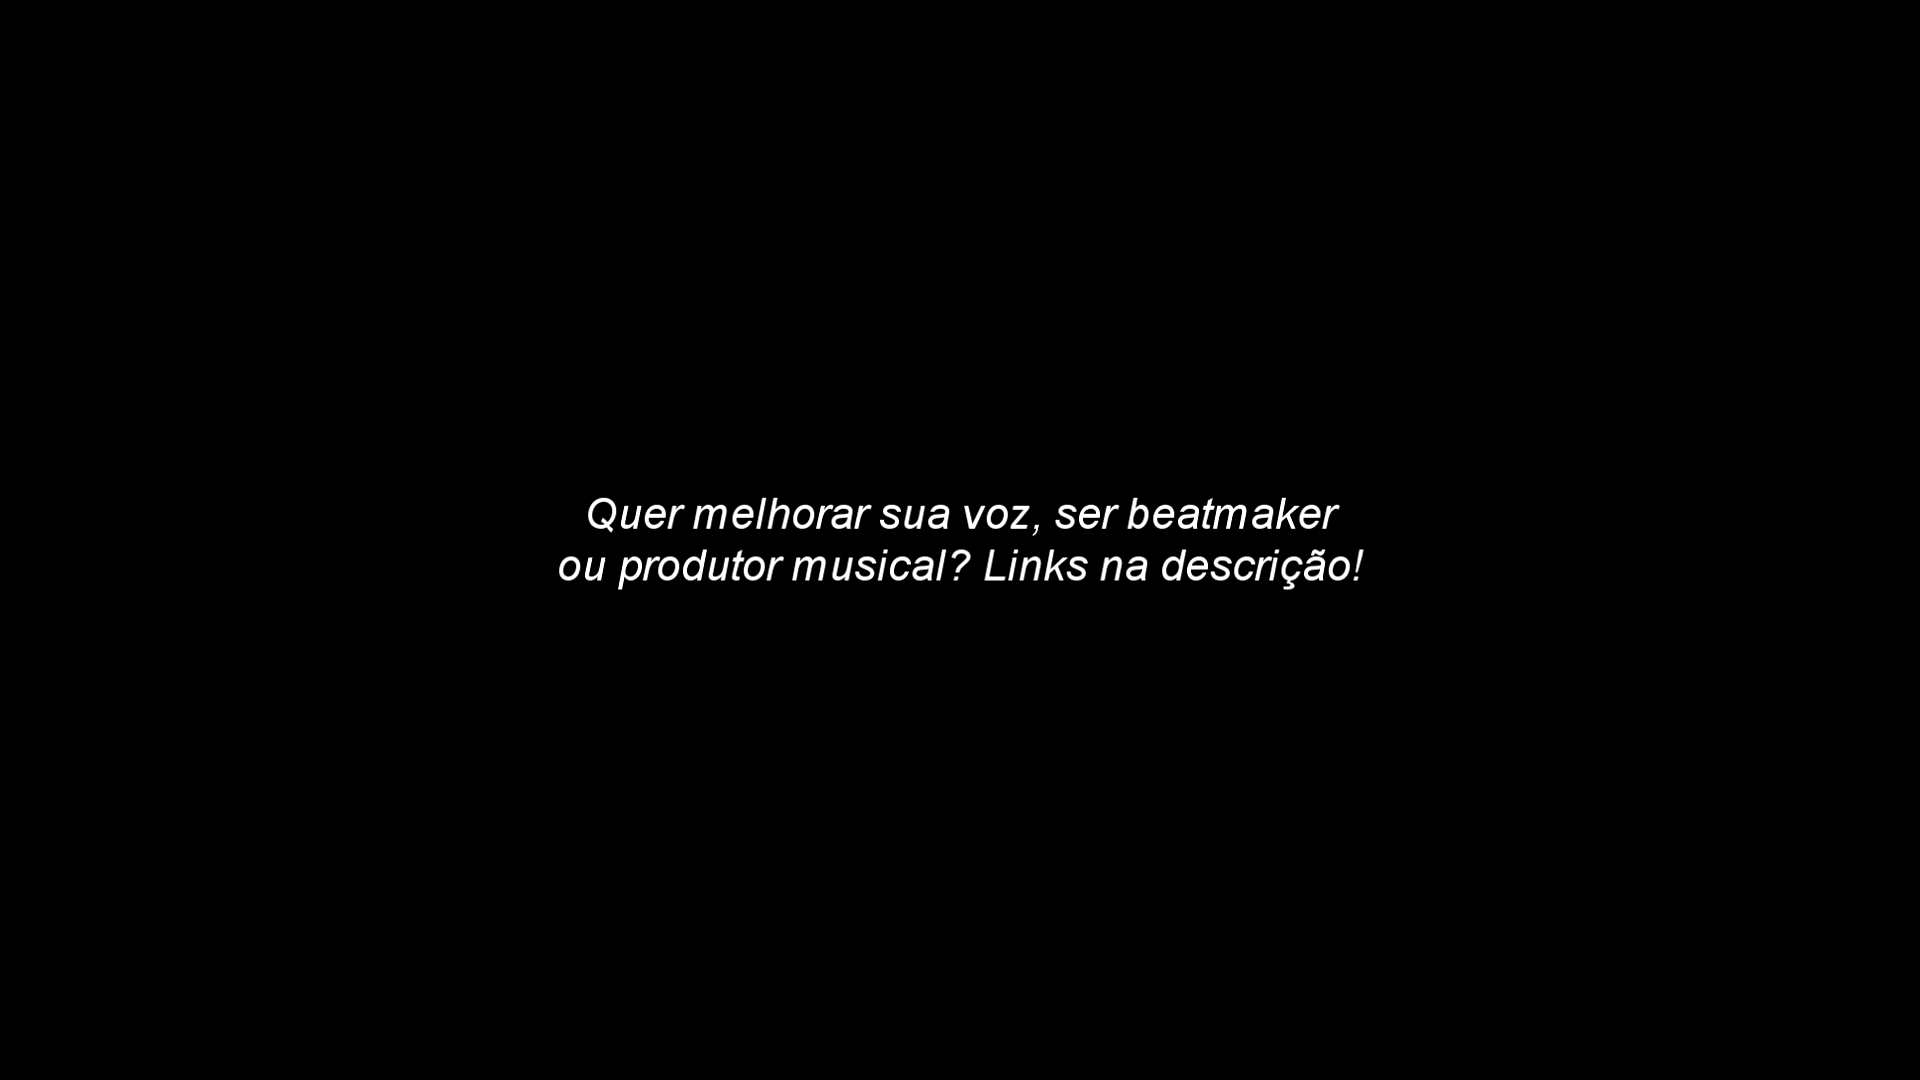 Quer melhorar sua voz, ser beatmaker
ou produtor musical? Links na descrição!